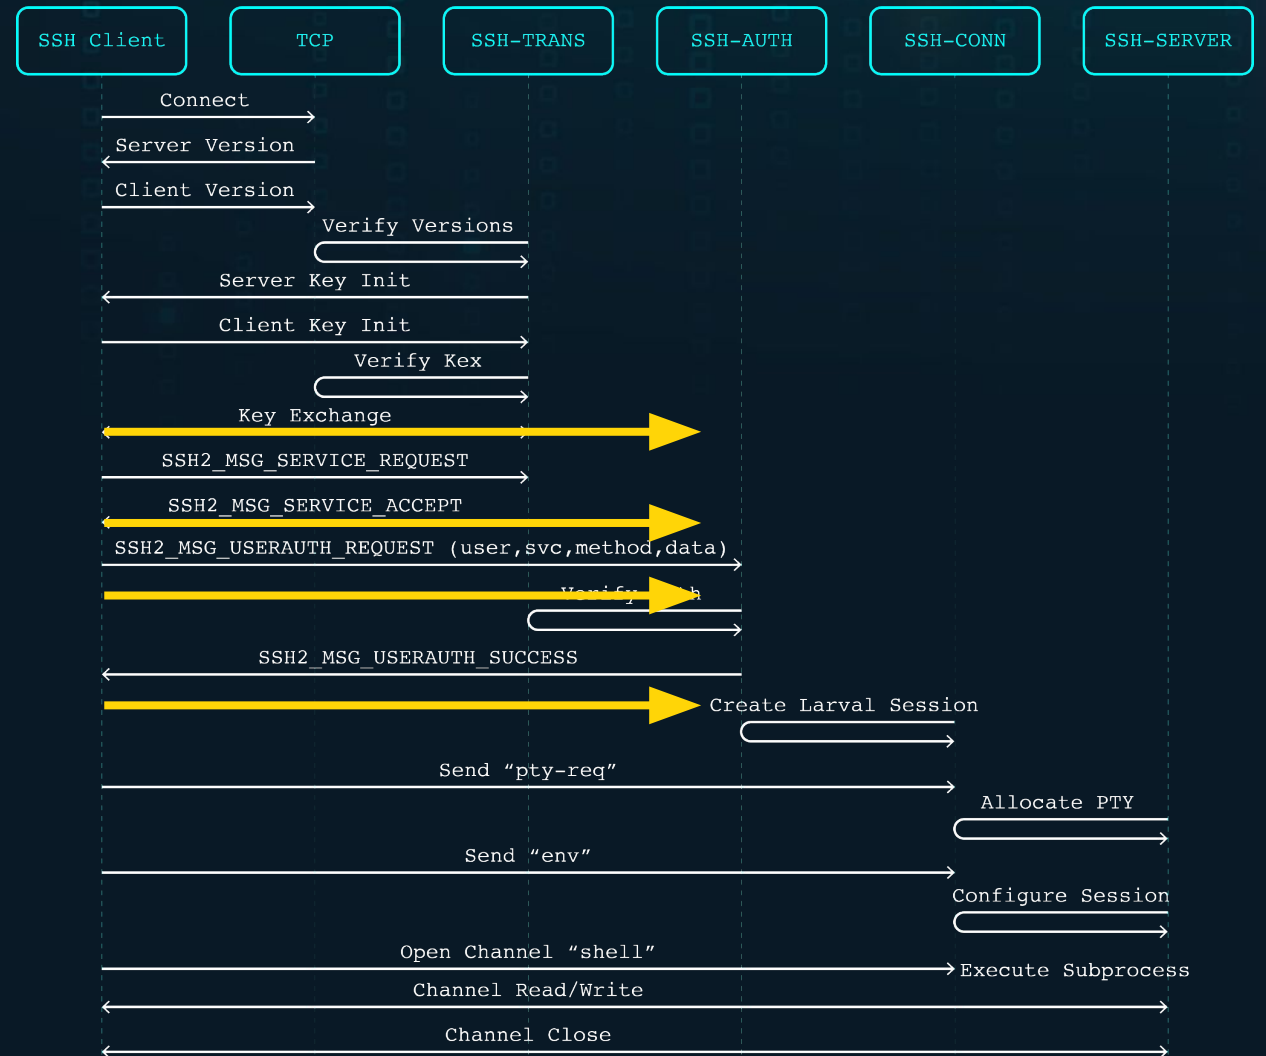 SSH Client
TCP
SSH-TRANS
SSH-AUTH
SSH-CONN
SSH-SERVER
Connect
Server Version
Client Version
Verify Versions
Server Key Init
Client Key Init
Verify Kex
Key Exchange
SSH2_MSG_SERVICE_REQUEST
SSH2_MSG_SERVICE_ACCEPT
SSH2_MSG_USERAUTH_REQUEST (user,svc,method,data)
Verify
SSH2_MSG_USERAUTH_SUCCESS
Create Larval Session
Send “pty-req”
Allocate PTY
Send “env”
Configure Session
Open Channel “shell”
Execute Subprocess
Channel Read/Write
Channel Close